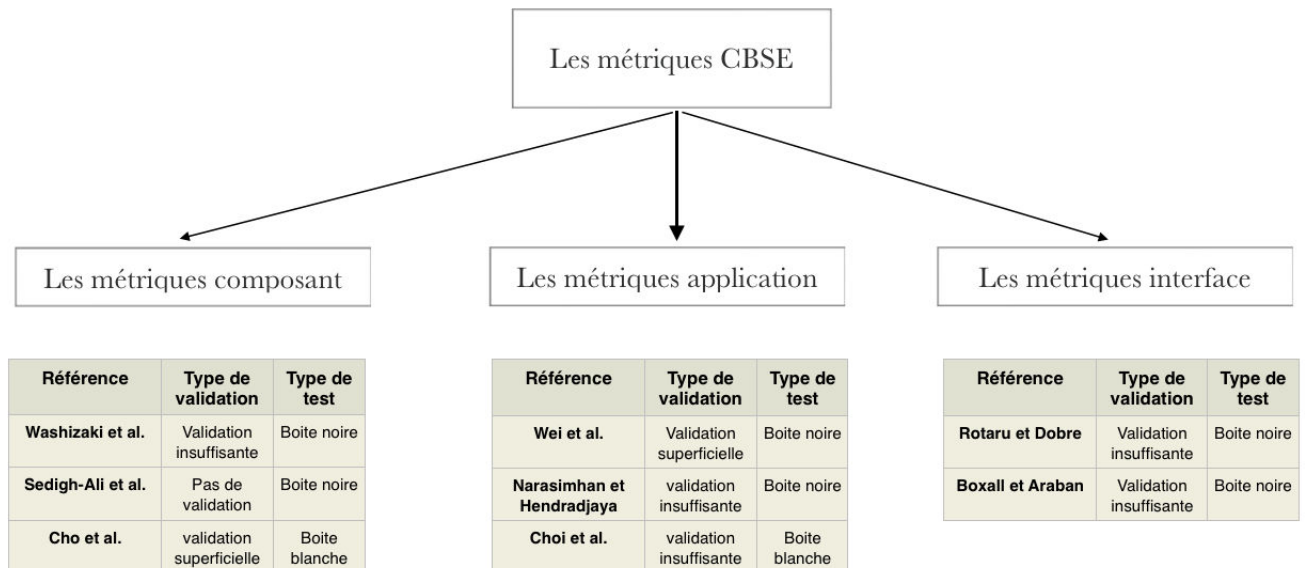 Les métriques CBSE
Les métriques composant
Les métriques application
Les métriques interface
Référence Type de validation Type de test
Washizaki et al. Validation insuffisante Boite noire
Sedigh-Ali et al. Pas de validation Boite noire
Cho et al. validation superficielle Boite blanche
Référence Type de validation Type de test
Wei et al. Validation superficielle Boite noire
Narasimhan et Hendradjaya validation insuffisante Boite noire
Choi et al. validation insuffisante Boite blanche
Référence Type de validation Type de test
Rotaru et Dobre Validation insuffisante Boite noire
Boxall et Araban Validation insuffisante Boite noire